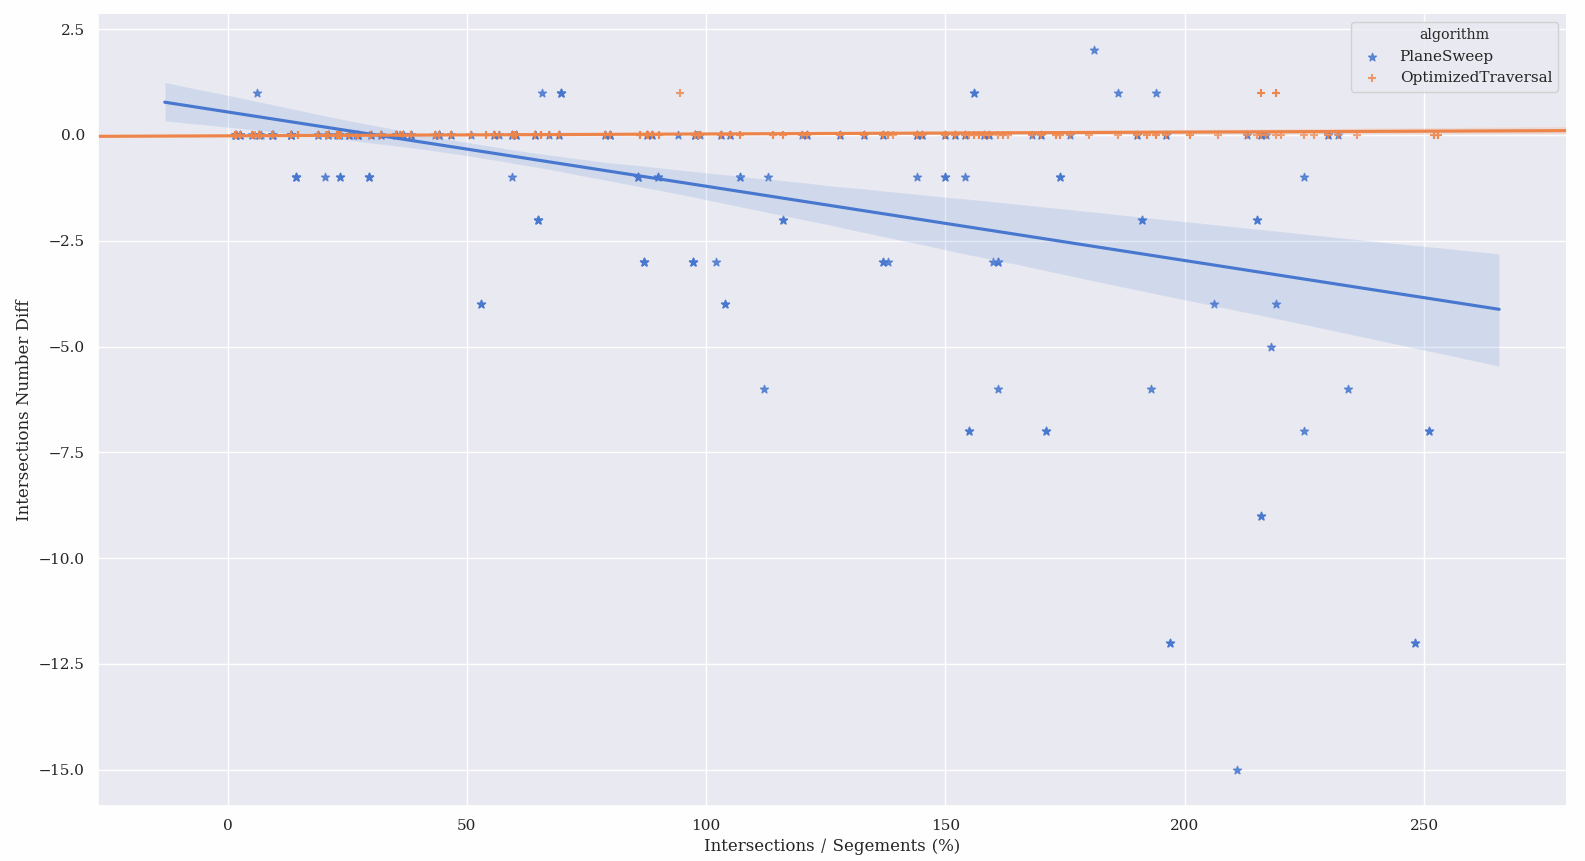 algorithm
PlaneSweep
OptimizedTraversal
Intersections Number Diff
2.5
0.0
−2.5
−5.0
−7.5
−10.0
−12.5
−15.0
0
50
100
150
200
250
Intersections / Segements (%)